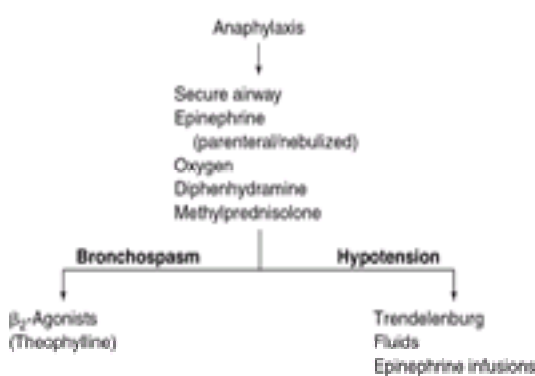 Anaphylaxis
Secure airway
Epinephrine
(parenteral/nebulized)
Oxygen
Diphenhydramine
Methylprednisolone
Bronchospasm
Hypotension
β₂-Agonists
(Theophylline)
Trendelenburg
Fluids
Epinephrine infusions